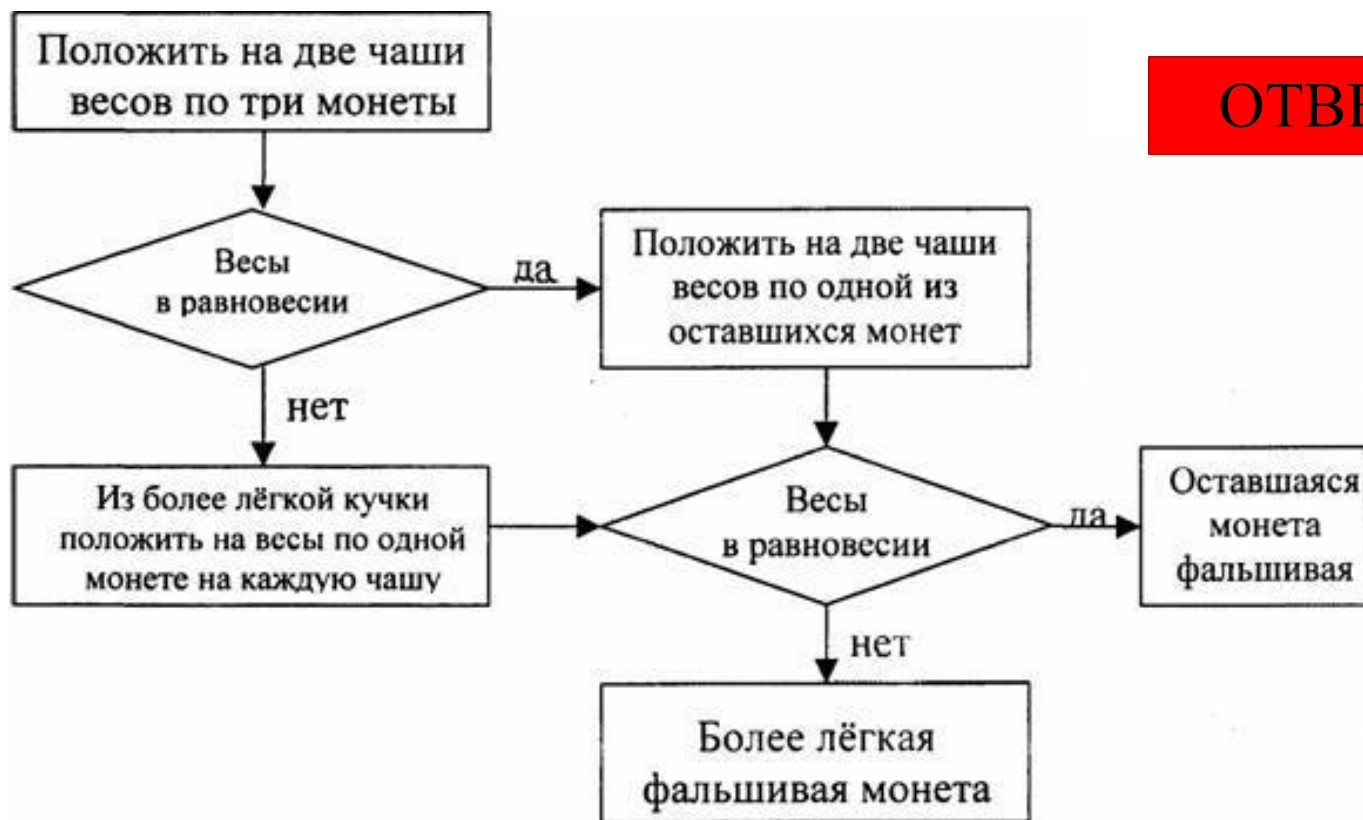 Положить на две чаши
весов по три монеты
ОТВЕ
Весы
в равновесии
да
Положить на две чаши
весов по одной из
оставшихся монет
нет
Из более лёгкой кучки
положить на весы по одной
монете на каждую чашу
Весы
в равновесии
да
Оставшаяся
монета
фальшивая
нет
Более лёгкая
фальшивая монета